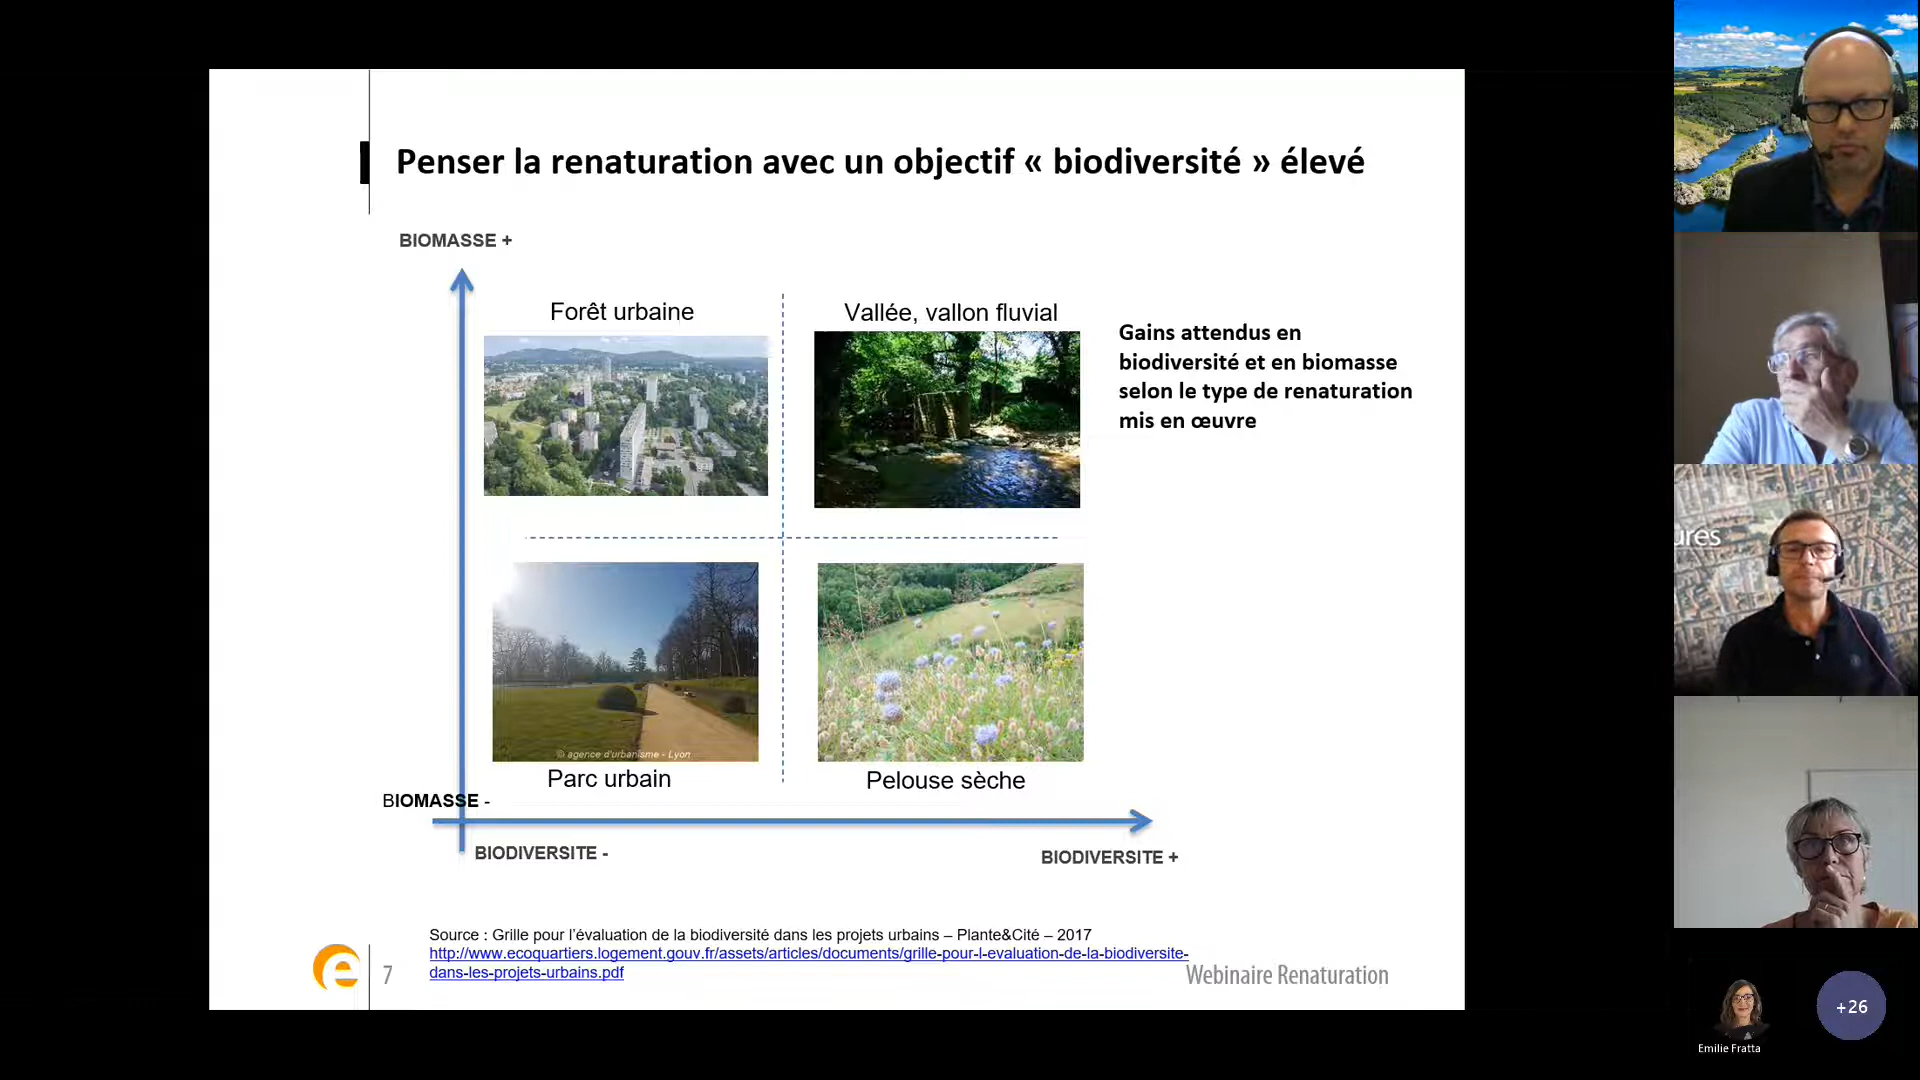 Penser la renaturation avec un objectif « biodiversité » élevé
BIOMASSE +
Forêt urbaine
Vallée, vallon fluvial
Gains attendus en
biodiversité et en biomasse
selon le type de renaturation
mis en œuvre
© agence d'urbanisme - Lyon
Parc urbain
Pelouse sèche
BIOMASSE -
BIODIVERSITE -
BIODIVERSITE +
Source : Grille pour l’évaluation de la biodiversité dans les projets urbains – Plante&Cité – 2017
http://www.ecoquartiers.logement.gouv.fr/assets/articles/documents/grille-pour-l-evaluation-de-la-biodiversite-
dans-les-projets-urbains.pdf
7
Webinaire Renaturation
ures
+26
Emilie Fratta